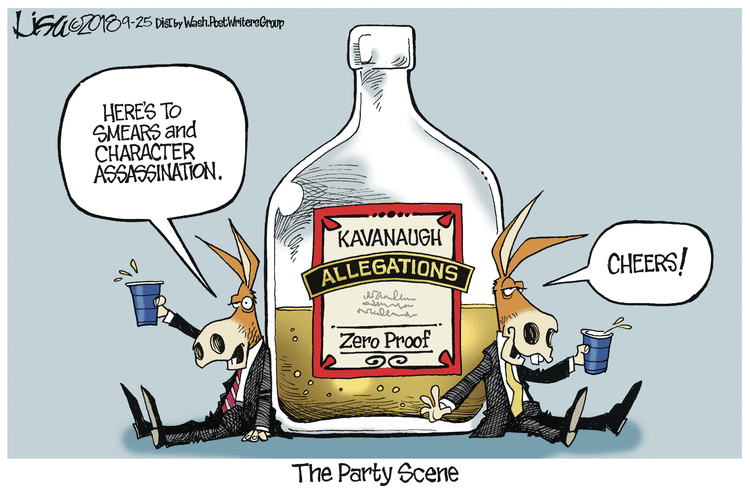 Lisa©2018 9-25 Dist by Wash.PostWritersGroup
HERE'S TO
SMEARS and
CHARACTER
ASSASSINATION.
KAVANAUGH
ALLEGATIONS
Zero Proof
CHEERS!
The Party Scene